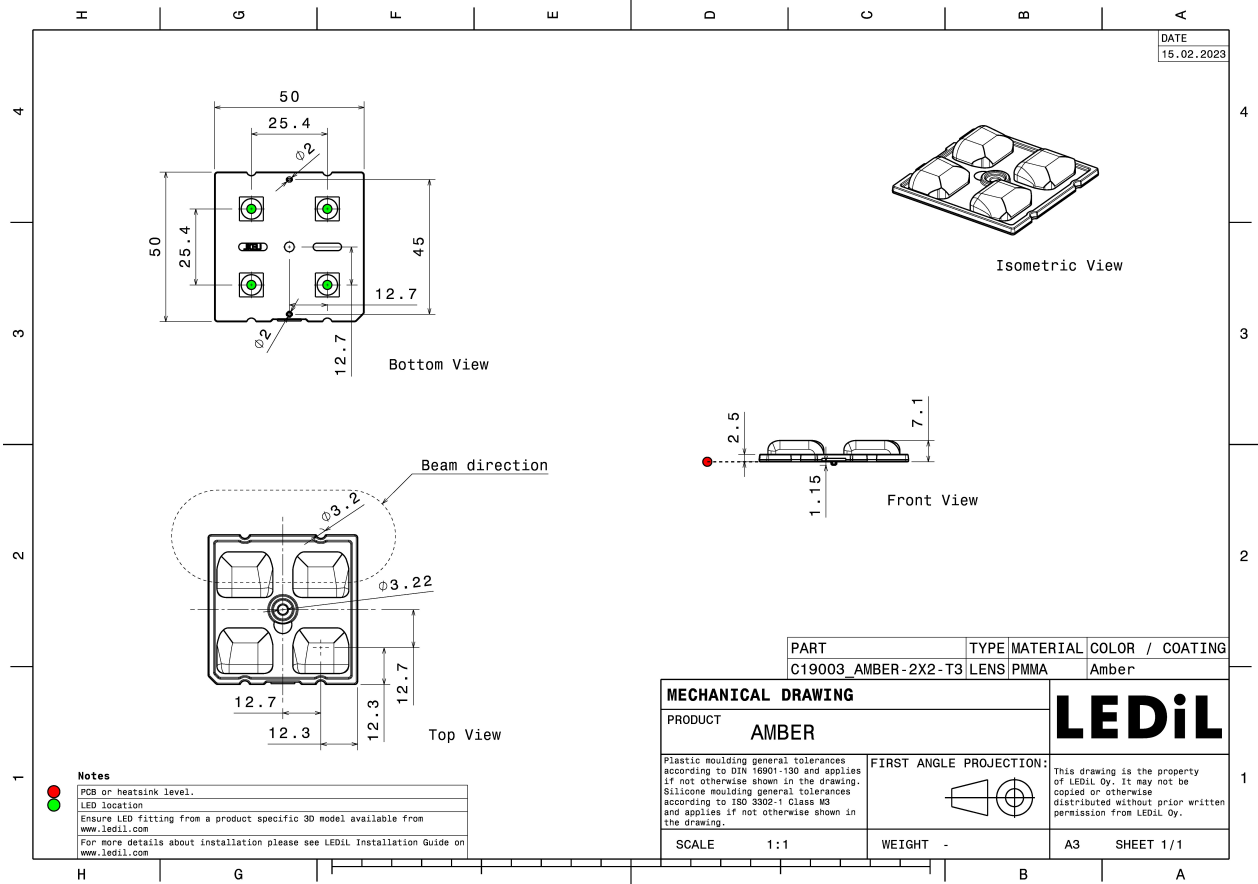 H G F E D C B A
DATE
15.02.2023
4 4
50
25.4
Ø2
50
25.4
45
12.7
Ø2
12.7
Bottom View
Isometric View
3 3
2.5
7.1
1.15
Front View
Beam direction
Ø3.2
2 2
Ø3.22
12.7
12.7
12.3
12.3
Top View
PART TYPE MATERIAL COLOR / COATING
C19003_AMBER-2X2-T3 LENS PMMA Amber
MECHANICAL DRAWING
PRODUCT
AMBER
LEDiL
Plastic moulding general tolerances
according to DIN 16901-130 and applies
if not otherwise shown in the drawing.
Silicone moulding general tolerances
according to ISO 3302-1 Class M3
and applies if not otherwise shown in
the drawing.
FIRST ANGLE PROJECTION:
This drawing is the property
of LEDiL Oy. It may not be
copied or otherwise
distributed without prior written
permission from LEDiL Oy.
SCALE 1:1
WEIGHT -
A3 SHEET 1/1
1 1
Notes
PCB or heatsink level.
LED location
Ensure LED fitting from a product specific 3D model available from
www.ledil.com
For more details about installation please see LEDiL Installation Guide on
www.ledil.com
H G B A